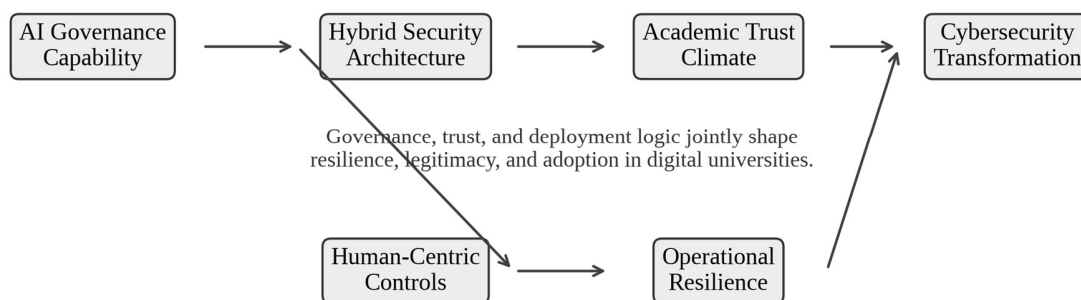 AI Governance
Capability
Hybrid Security
Architecture
Academic Trust
Climate
Cybersecurity
Transformation
Governance, trust, and deployment logic jointly shape
resilience, legitimacy, and adoption in digital universities.
Human-Centric
Controls
Operational
Resilience